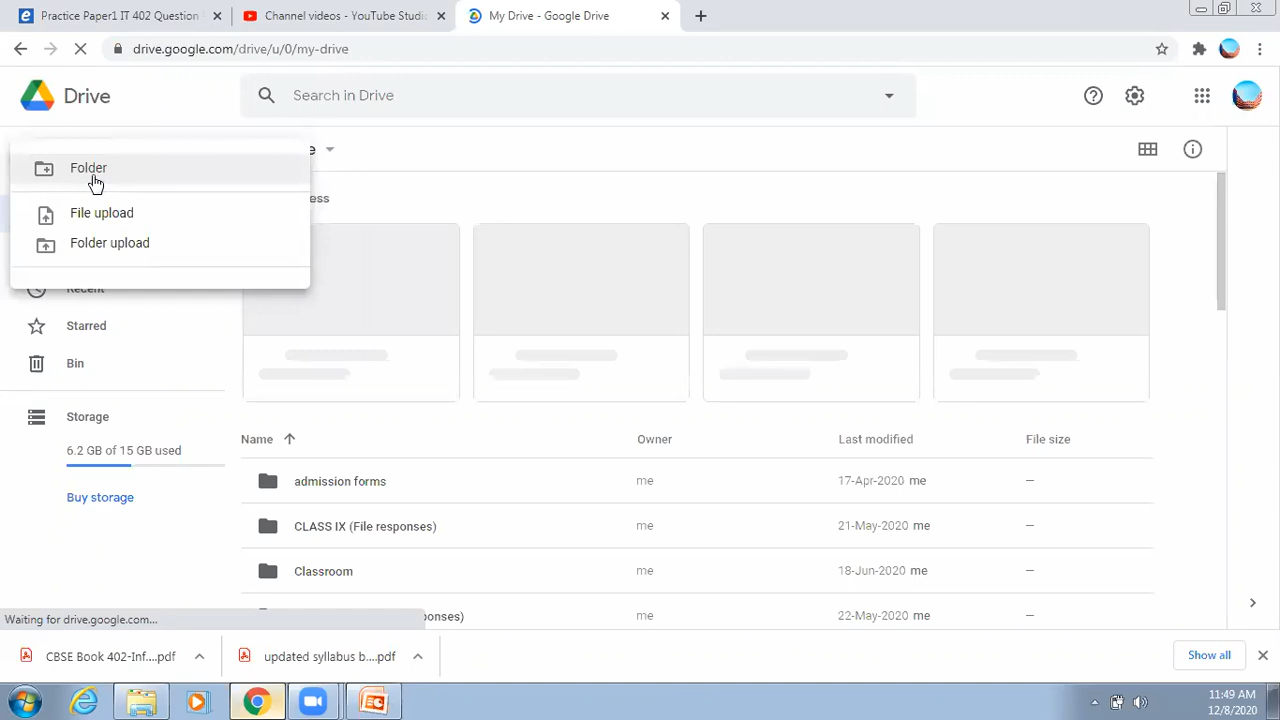 Practice Paper1 IT 402 Question
Channel videos - YouTube Studi
My Drive - Google Drive
drive.google.com/drive/u/0/my-drive
Drive
Search in Drive
Folder
File upload
Folder upload
Recent
Starred
Bin
Storage
6.2 GB of 15 GB used
Buy storage
e
ess
Name Owner Last modified File size
admission forms me 17-Apr-2020 me —
CLASS IX (File responses) me 21-May-2020 me —
Classroom me 18-Jun-2020 me —
ponses) me 22-May-2020 me —
Waiting for drive.google.com...
CBSE Book 402-Inf....pdf
updated syllabus b....pdf
Show all
11:49 AM
12/8/2020